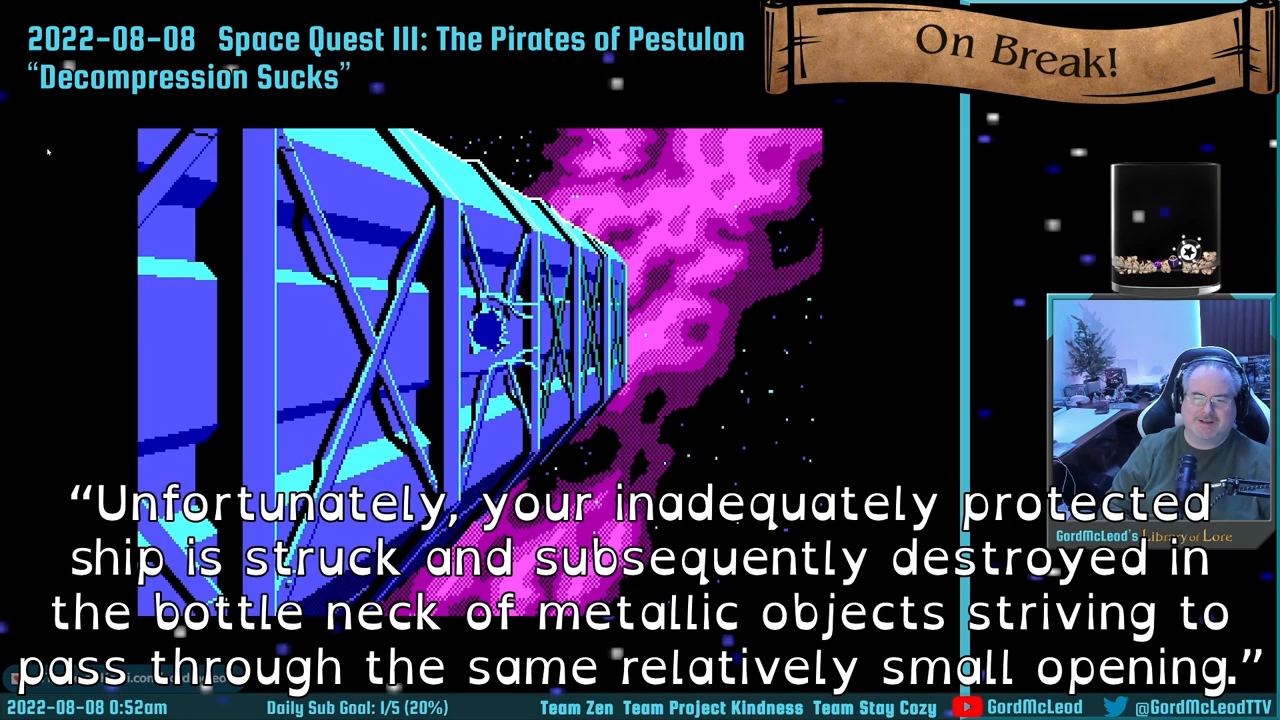 2022-08-08 Space Quest III: The Pirates of Pestulon
“Decompression Sucks”
On Break!
“Unfortunately, your inadequately protected
ship is struck and subsequently destroyed in
the bottle neck of metallic objects striving to
pass through the same relatively small opening.”
GordMcLeod's Library of Lore
2022-08-08 0:52am
Daily Sub Goal: 1/5 (20%)
Team Zen Team Project Kindness Team Stay Cozy
GordMcLeod
@GordMcLeodTTV